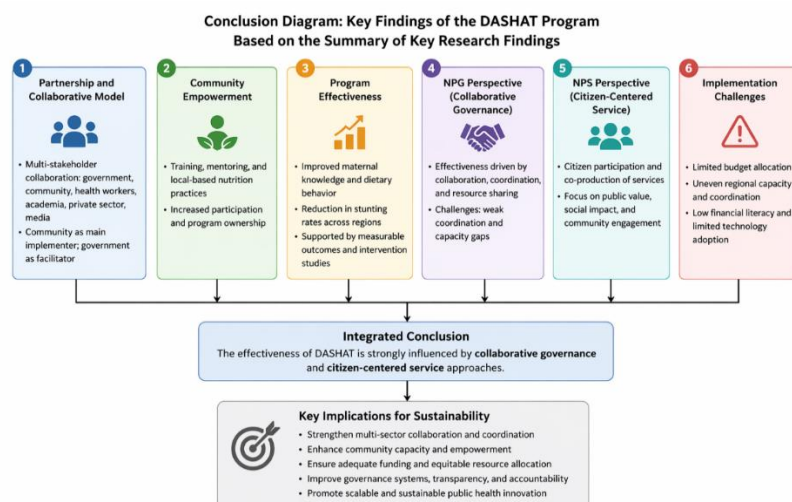 Conclusion Diagram: Key Findings of the DASHAT Program
Based on the Summary of Key Research Findings
1
Partnership and
Collaborative Model
• Multi-stakeholder
collaboration: government,
community, health workers,
academia, private sector,
media
• Community as main
implementer; government
as facilitator
2
Community
Empowerment
• Training, mentoring, and
local-based nutrition
practices
• Increased participation
and program ownership
3
Program
Effectiveness
• Improved maternal
knowledge and dietary
behavior
• Reduction in stunting
rates across regions
• Supported by measurable
outcomes and intervention
studies
4
NPG Perspective
(Collaborative
Governance)
• Effectiveness driven by
collaboration, coordination,
and resource sharing
• Challenges: weak
coordination and
capacity gaps
5
NPS Perspective
(Citizen-Centered
Service)
• Citizen participation and
co-production of services
• Focus on public value,
social impact, and
community engagement
6
Implementation
Challenges
• Limited budget allocation
• Uneven regional capacity
and coordination
• Low financial literacy and
limited technology
adoption
Integrated Conclusion
The effectiveness of DASHAT is strongly influenced by collaborative governance
and citizen-centered service approaches.
Key Implications for Sustainability
• Strengthen multi-sector collaboration and coordination
• Enhance community capacity and empowerment
• Ensure adequate funding and equitable resource allocation
• Improve governance systems, transparency, and accountability
• Promote scalable and sustainable public health innovation